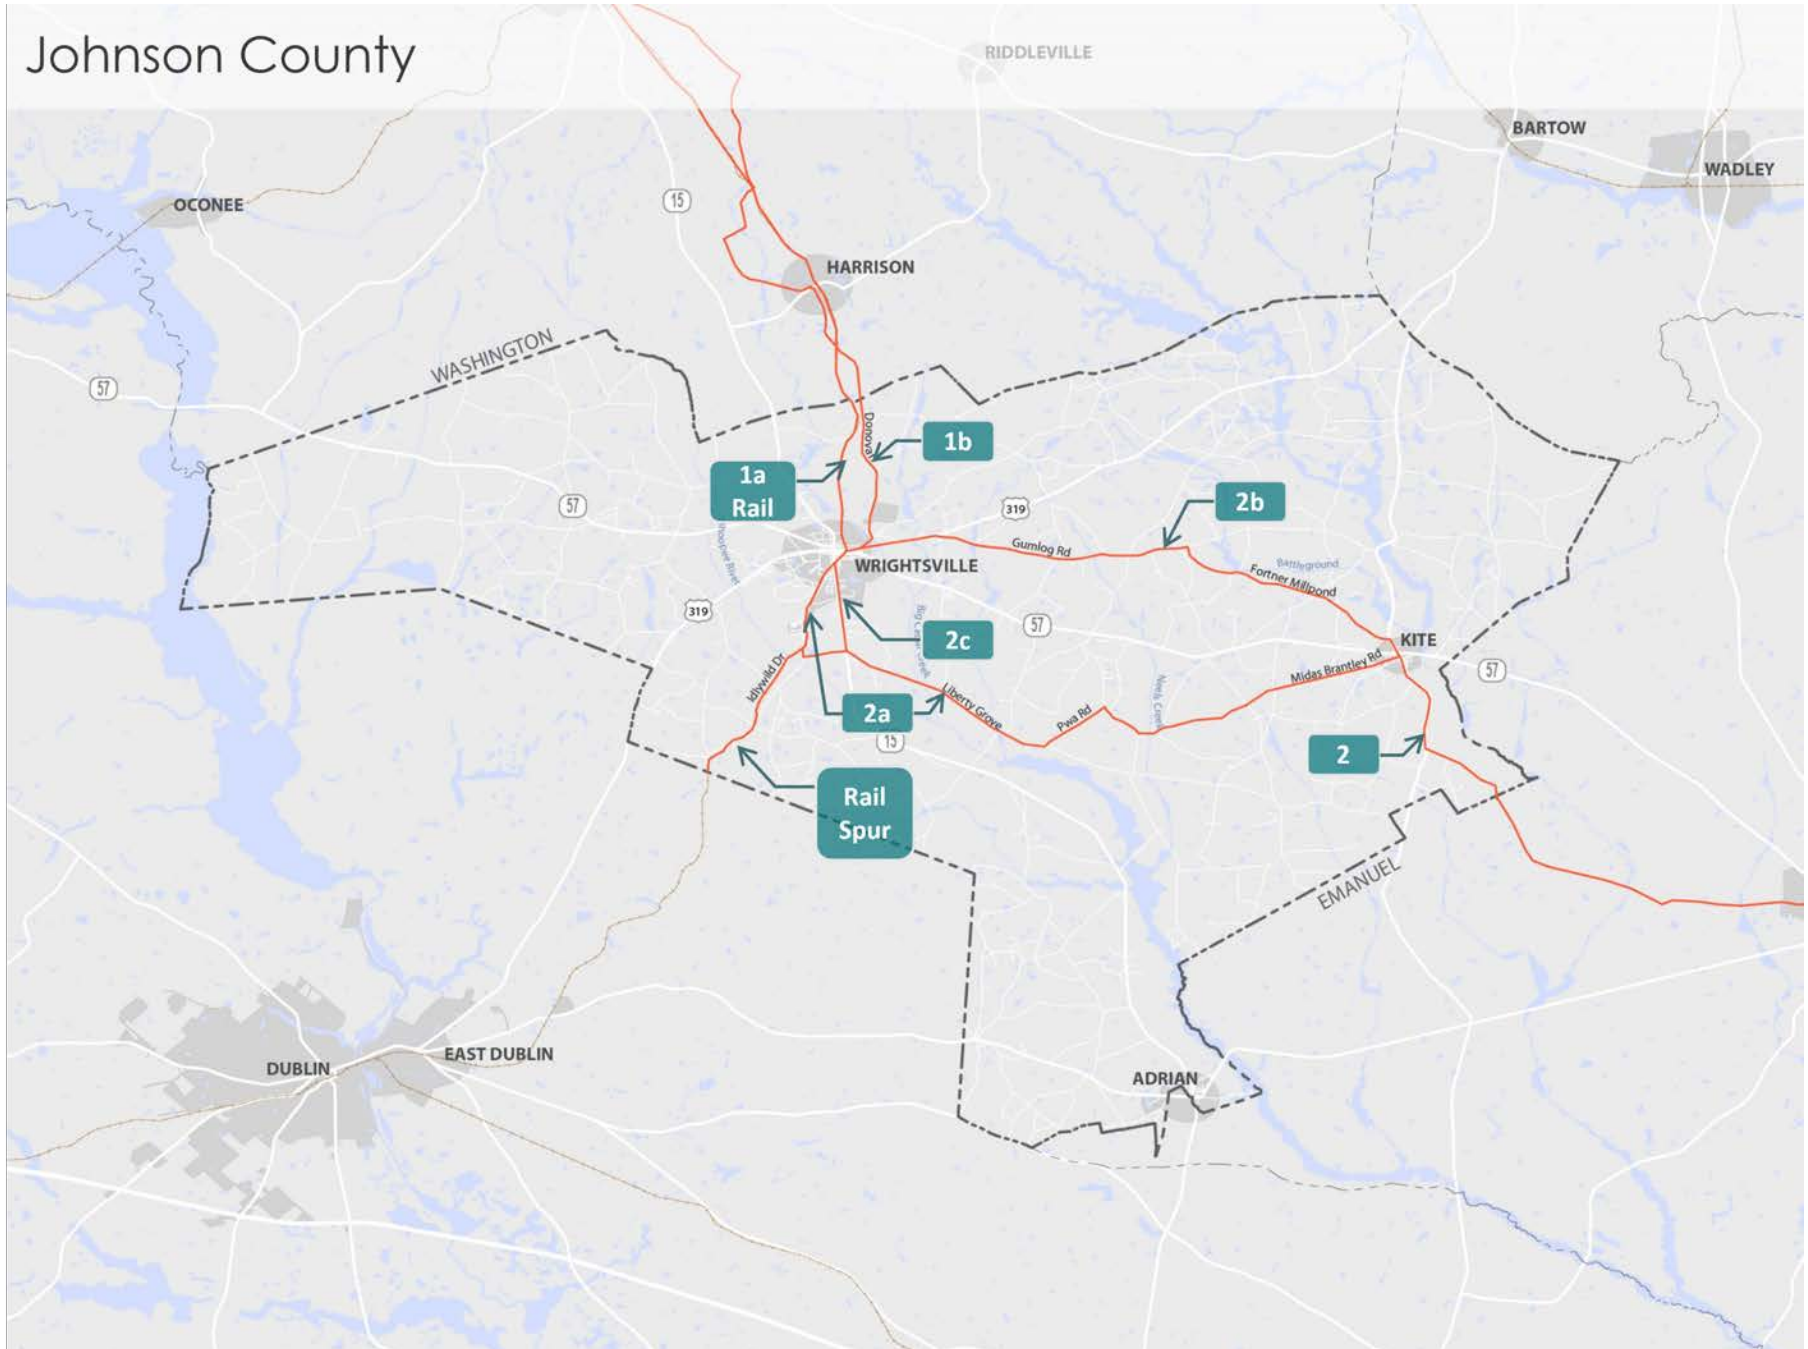 Johnson County
RIDDLEVILLE
BARTOW
WADLEY
OCONEE
15
HARRISON
WASHINGTON
57
Donovan
1b
1a
Rail
57
319
2b
Gumlog Rd
WRIGHTSVILLE
Battleground
Fortner Millpond
319
2c
57
KITE
57
Midas Brantley Rd
Idlywild Dr
2a
Liberty Grove
Pwa Rd
Neels Creek
15
2
Rail
Spur
EMANUEL
EAST DUBLIN
DUBLIN
ADRIAN